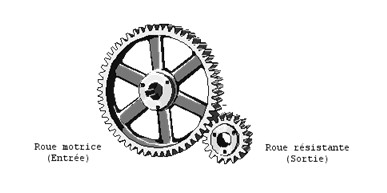 Roue motrice
(Entrée)
Roue résistante
(Sortie)